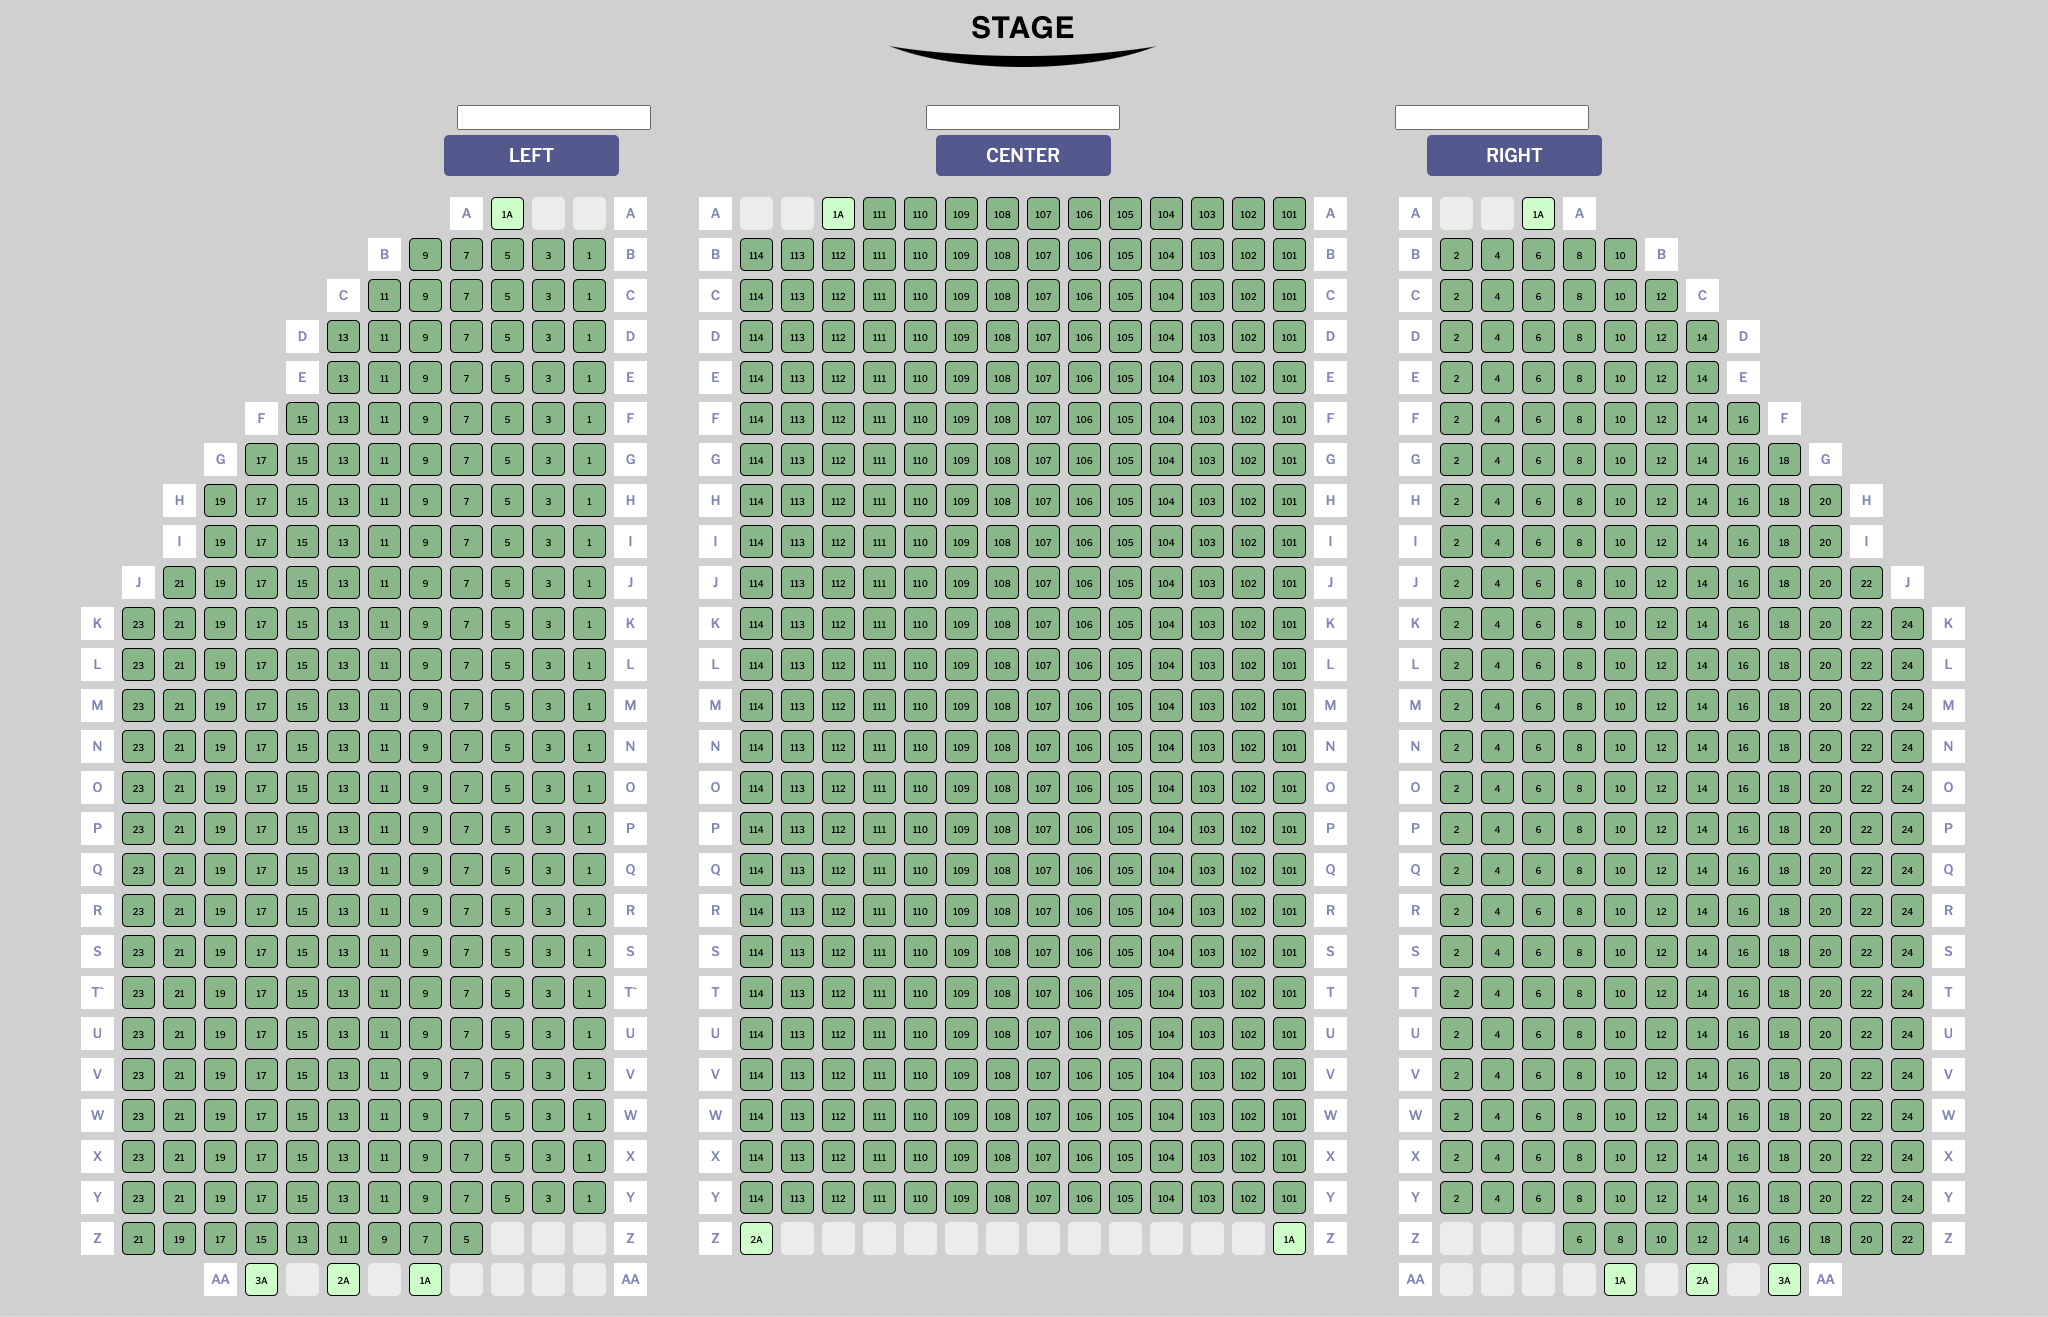 STAGE
LEFT CENTER RIGHT
A 1A A A 1A 111 110 109 108 107 106 105 104 103 102 101 A A 1A A
B 9 7 5 3 1 B B 114 113 112 111 110 109 108 107 106 105 104 103 102 101 B B 2 4 6 8 10 B
C 11 9 7 5 3 1 C C 114 113 112 111 110 109 108 107 106 105 104 103 102 101 C C 2 4 6 8 10 12 C
D 13 11 9 7 5 3 1 D D 114 113 112 111 110 109 108 107 106 105 104 103 102 101 D D 2 4 6 8 10 12 14 D
E 13 11 9 7 5 3 1 E E 114 113 112 111 110 109 108 107 106 105 104 103 102 101 E E 2 4 6 8 10 12 14 E
F 15 13 11 9 7 5 3 1 F F 114 113 112 111 110 109 108 107 106 105 104 103 102 101 F F 2 4 6 8 10 12 14 16 F
G 17 15 13 11 9 7 5 3 1 G G 114 113 112 111 110 109 108 107 106 105 104 103 102 101 G G 2 4 6 8 10 12 14 16 18 G
H 19 17 15 13 11 9 7 5 3 1 H H 114 113 112 111 110 109 108 107 106 105 104 103 102 101 H H 2 4 6 8 10 12 14 16 18 20 H
I 19 17 15 13 11 9 7 5 3 1 I I 114 113 112 111 110 109 108 107 106 105 104 103 102 101 I I 2 4 6 8 10 12 14 16 18 20 I
J 21 19 17 15 13 11 9 7 5 3 1 J J 114 113 112 111 110 109 108 107 106 105 104 103 102 101 J J 2 4 6 8 10 12 14 16 18 20 22 J
K 23 21 19 17 15 13 11 9 7 5 3 1 K K 114 113 112 111 110 109 108 107 106 105 104 103 102 101 K K 2 4 6 8 10 12 14 16 18 20 22 24 K
L 23 21 19 17 15 13 11 9 7 5 3 1 L L 114 113 112 111 110 109 108 107 106 105 104 103 102 101 L L 2 4 6 8 10 12 14 16 18 20 22 24 L
M 23 21 19 17 15 13 11 9 7 5 3 1 M M 114 113 112 111 110 109 108 107 106 105 104 103 102 101 M M 2 4 6 8 10 12 14 16 18 20 22 24 M
N 23 21 19 17 15 13 11 9 7 5 3 1 N N 114 113 112 111 110 109 108 107 106 105 104 103 102 101 N N 2 4 6 8 10 12 14 16 18 20 22 24 N
O 23 21 19 17 15 13 11 9 7 5 3 1 O O 114 113 112 111 110 109 108 107 106 105 104 103 102 101 O O 2 4 6 8 10 12 14 16 18 20 22 24 O
P 23 21 19 17 15 13 11 9 7 5 3 1 P P 114 113 112 111 110 109 108 107 106 105 104 103 102 101 P P 2 4 6 8 10 12 14 16 18 20 22 24 P
Q 23 21 19 17 15 13 11 9 7 5 3 1 Q Q 114 113 112 111 110 109 108 107 106 105 104 103 102 101 Q Q 2 4 6 8 10 12 14 16 18 20 22 24 Q
R 23 21 19 17 15 13 11 9 7 5 3 1 R R 114 113 112 111 110 109 108 107 106 105 104 103 102 101 R R 2 4 6 8 10 12 14 16 18 20 22 24 R
S 23 21 19 17 15 13 11 9 7 5 3 1 S S 114 113 112 111 110 109 108 107 106 105 104 103 102 101 S S 2 4 6 8 10 12 14 16 18 20 22 24 S
T` 23 21 19 17 15 13 11 9 7 5 3 1 T` T 114 113 112 111 110 109 108 107 106 105 104 103 102 101 T T 2 4 6 8 10 12 14 16 18 20 22 24 T
U 23 21 19 17 15 13 11 9 7 5 3 1 U U 114 113 112 111 110 109 108 107 106 105 104 103 102 101 U U 2 4 6 8 10 12 14 16 18 20 22 24 U
V 23 21 19 17 15 13 11 9 7 5 3 1 V V 114 113 112 111 110 109 108 107 106 105 104 103 102 101 V V 2 4 6 8 10 12 14 16 18 20 22 24 V
W 23 21 19 17 15 13 11 9 7 5 3 1 W W 114 113 112 111 110 109 108 107 106 105 104 103 102 101 W W 2 4 6 8 10 12 14 16 18 20 22 24 W
X 23 21 19 17 15 13 11 9 7 5 3 1 X X 114 113 112 111 110 109 108 107 106 105 104 103 102 101 X X 2 4 6 8 10 12 14 16 18 20 22 24 X
Y 23 21 19 17 15 13 11 9 7 5 3 1 Y Y 114 113 112 111 110 109 108 107 106 105 104 103 102 101 Y Y 2 4 6 8 10 12 14 16 18 20 22 24 Y
Z 21 19 17 15 13 11 9 7 5 Z Z 2A 1A Z Z 6 8 10 12 14 16 18 20 22 Z
AA 3A 2A 1A AA AA 1A 2A 3A AA